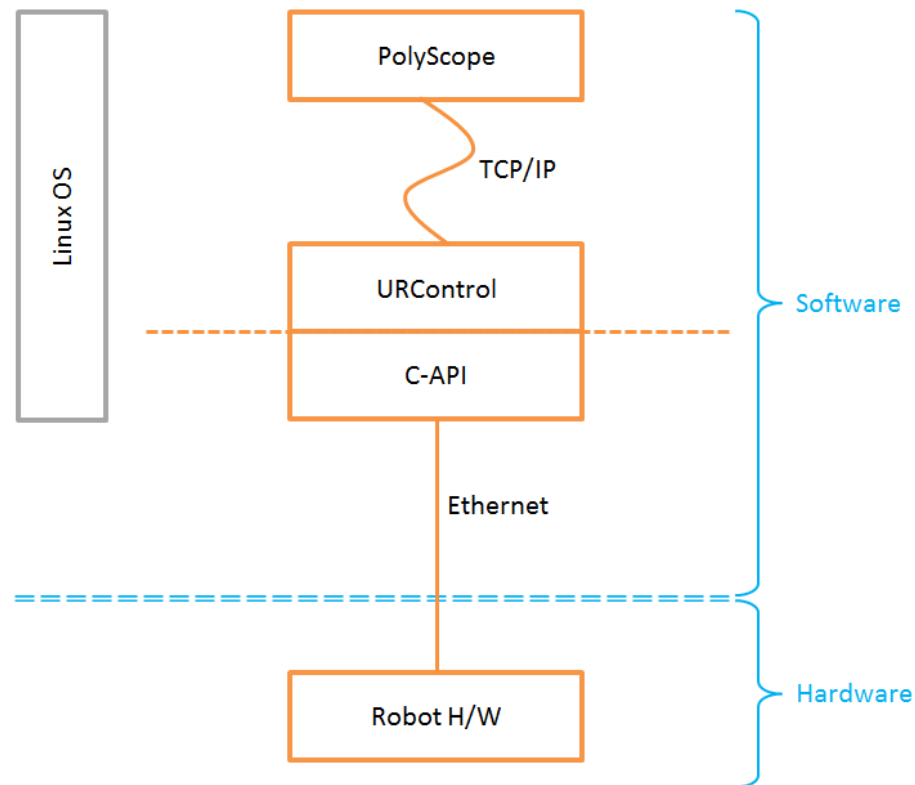 PolyScope
TCP/IP
Linux OS
URControl
Software
C-API
Ethernet
Hardware
Robot H/W